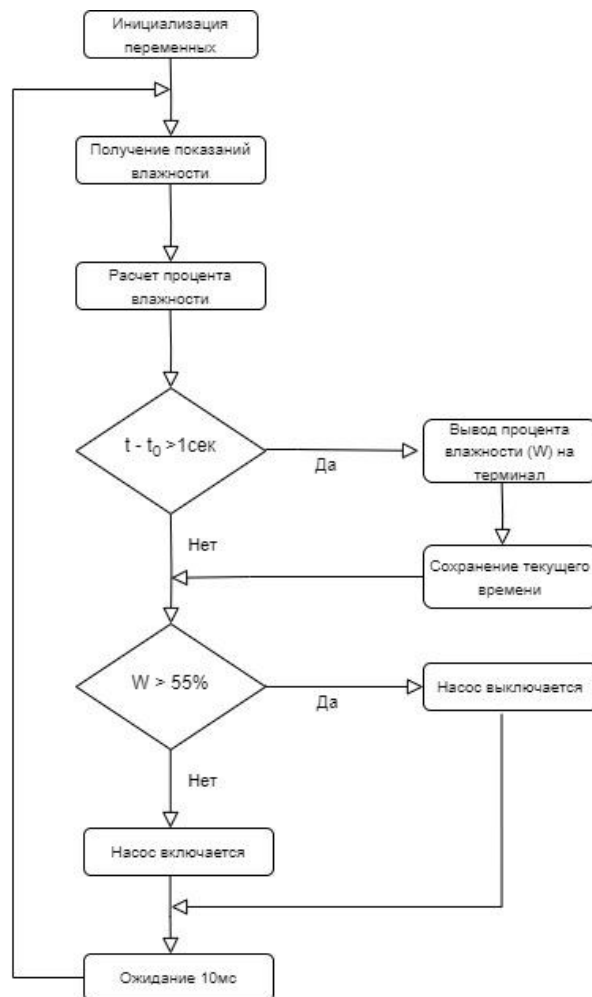 Инициализация
переменных
Получение показаний
влажности
Расчет процента
влажности
t - t₀ >1сек
Да
Вывод процента
влажности (W) на
терминал
Нет
Сохранение текущего
времени
W > 55%
Да
Насос выключается
Нет
Насос включается
Ожидание 10мс